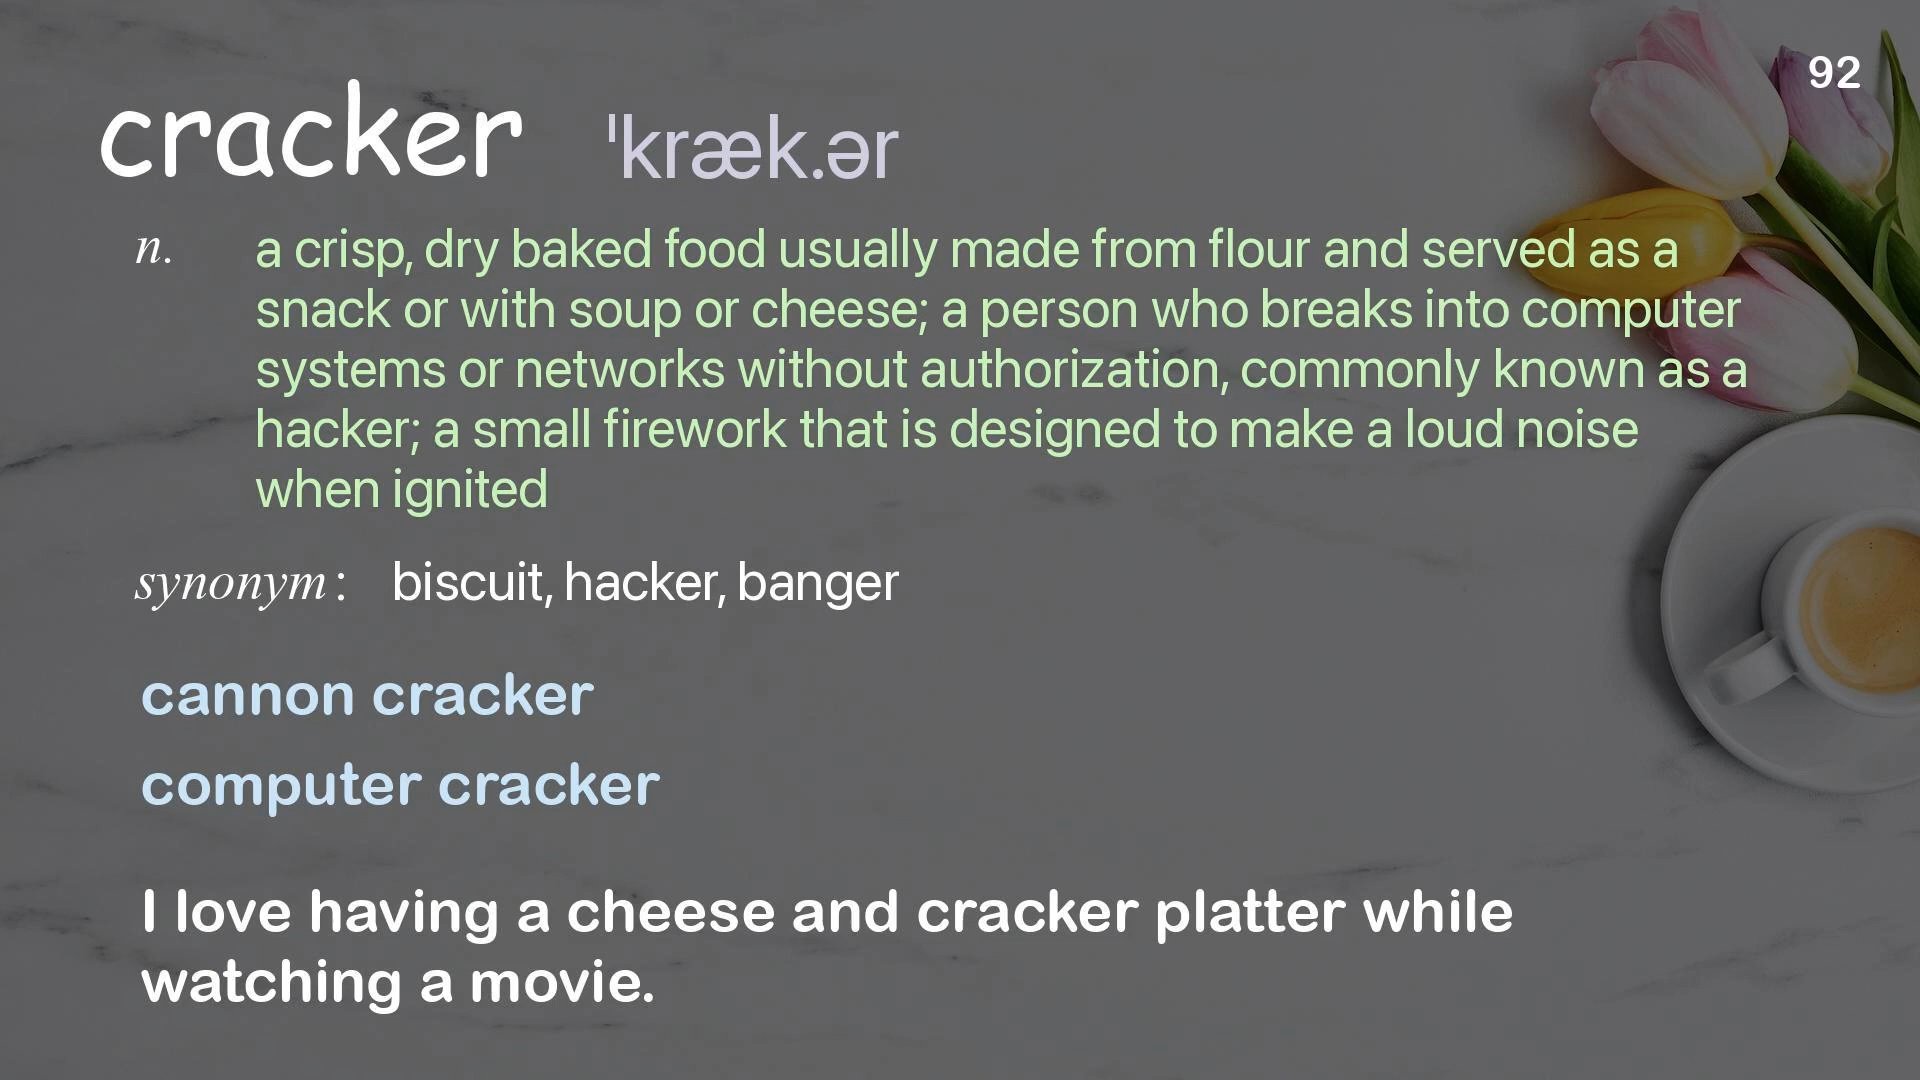 92
cracker ˈkræk.ər
n. a crisp, dry baked food usually made from flour and served as a
snack or with soup or cheese; a person who breaks into computer
systems or networks without authorization, commonly known as a
hacker; a small firework that is designed to make a loud noise
when ignited
synonym: biscuit, hacker, banger
cannon cracker
computer cracker
I love having a cheese and cracker platter while
watching a movie.